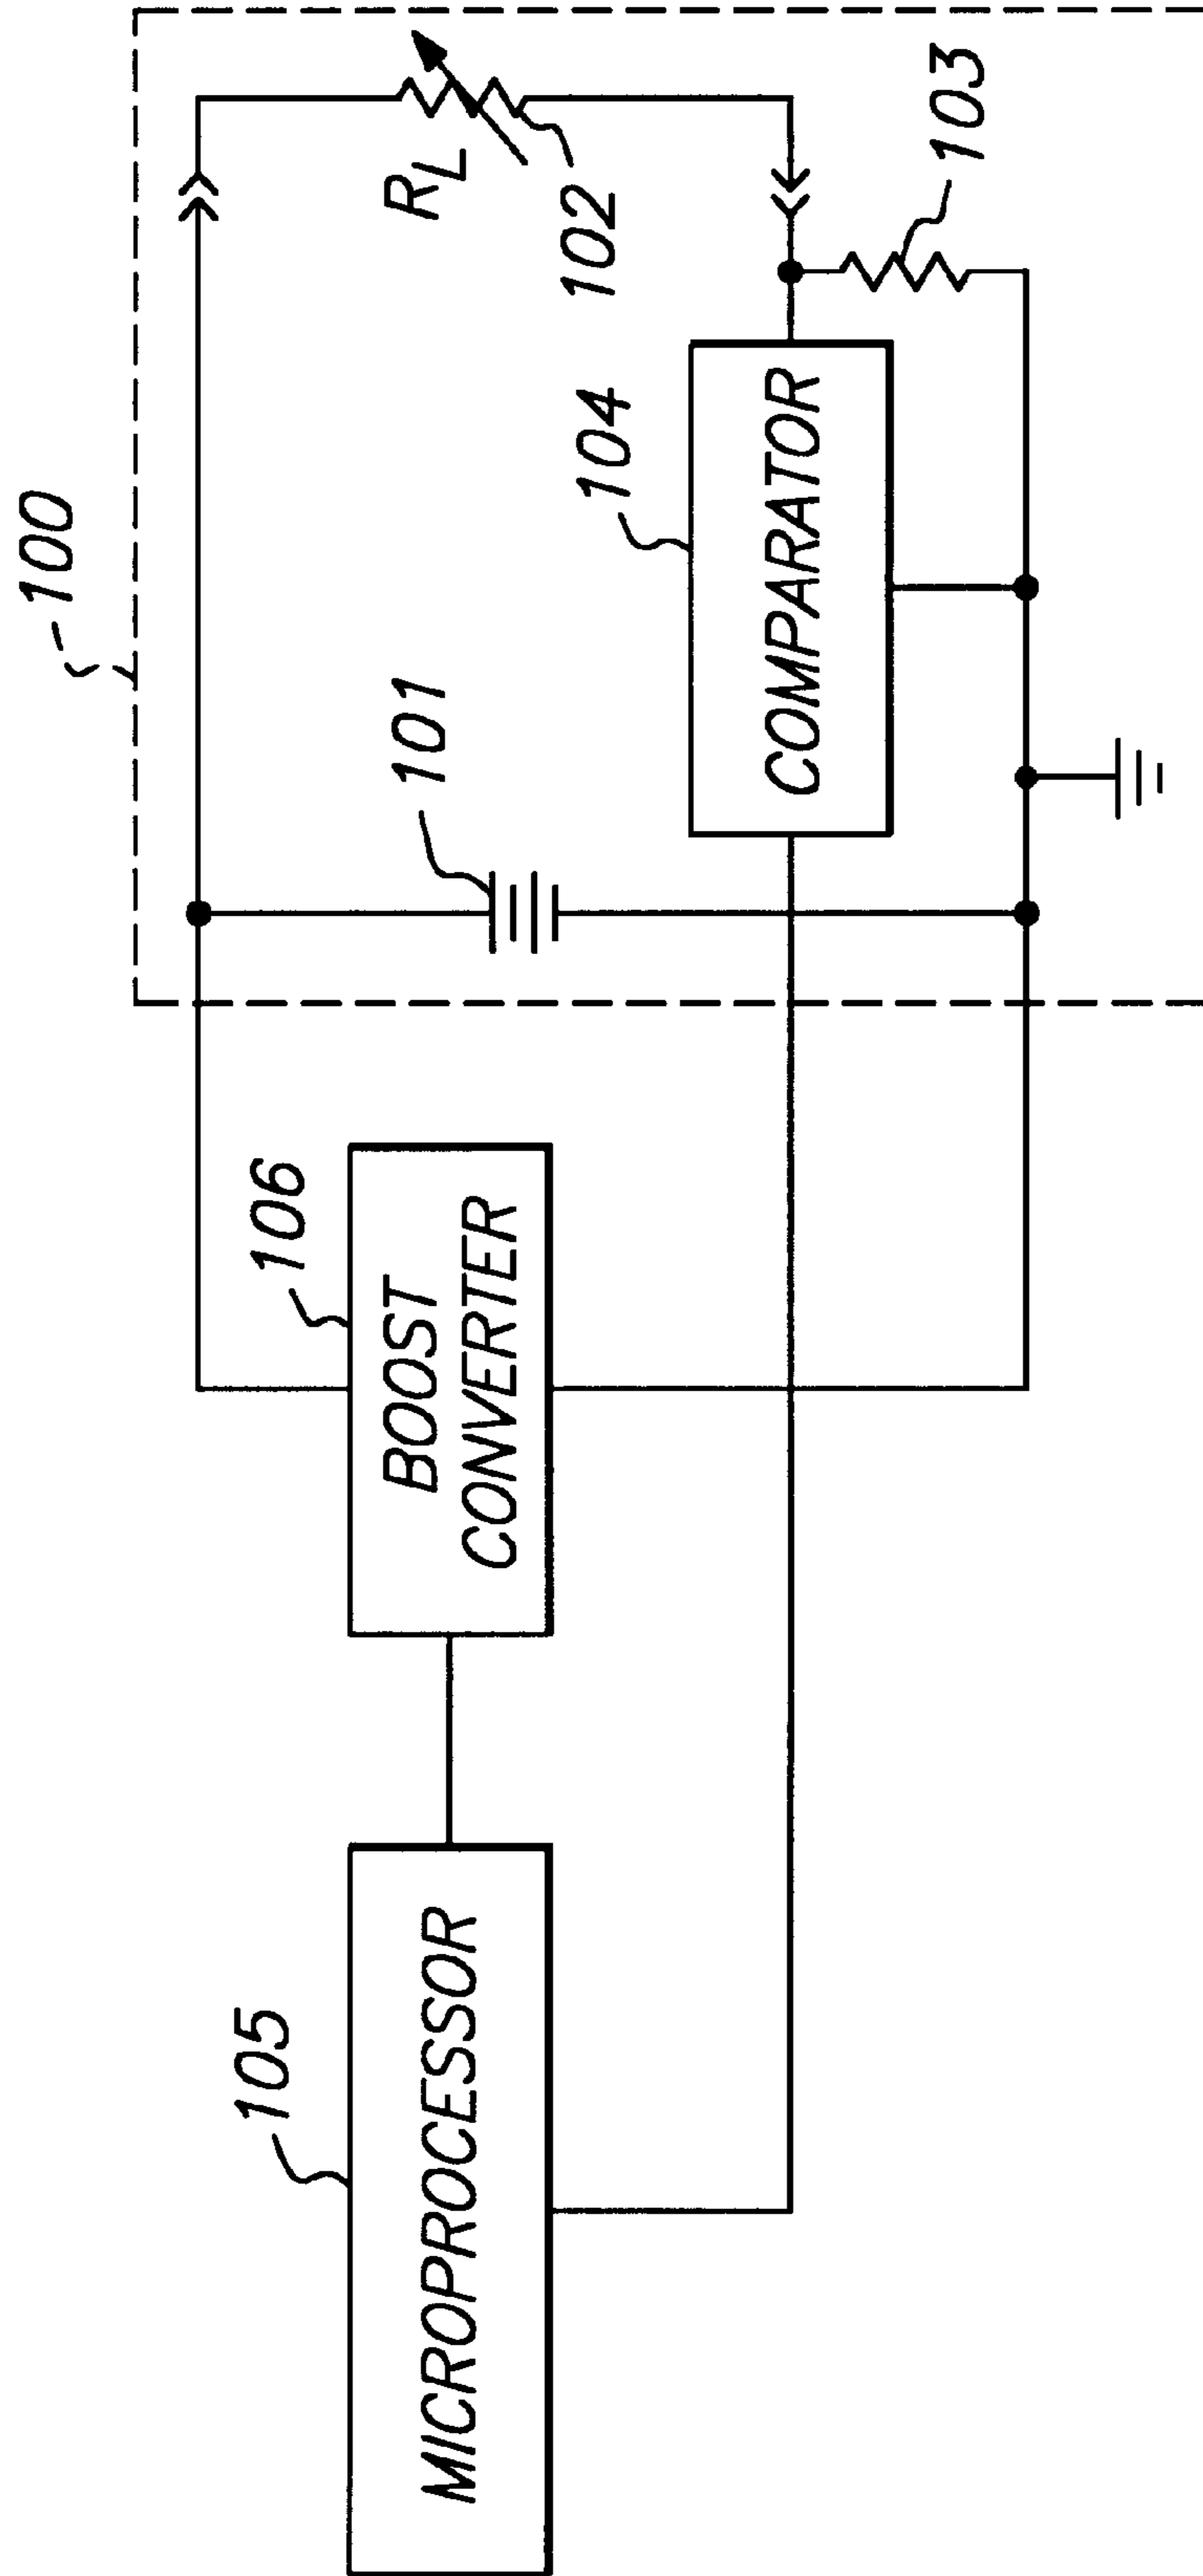 100
101
R_L
102
103
104
COMPARATOR
106
BOOST
CONVERTER
105
MICROPROCESSOR